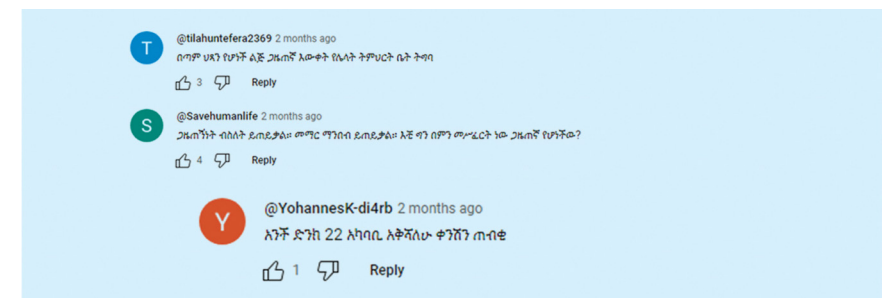 T
@tilahuntefera2369 2 months ago
በጣም ህጻን የሆነች ልጅ ጋዜጠኛ እውቀት የሌላት ትምህርት ቤት ትግባ
3 Reply
S
@Savehumanlife 2 months ago
ጋዜጠኝነት ብስለት ይጠይቃል። መማር ማንበብ ይጠይቃል። እቺ ግን በምን መሥፈርት ነው ጋዜጠኛ የሆነችው?
4 Reply
Y
@YohannesK-di4rb 2 months ago
አንች ድንክ 22 አካባቢ አቅሻለሁ ቀንሽን ጠብቂ
1 Reply